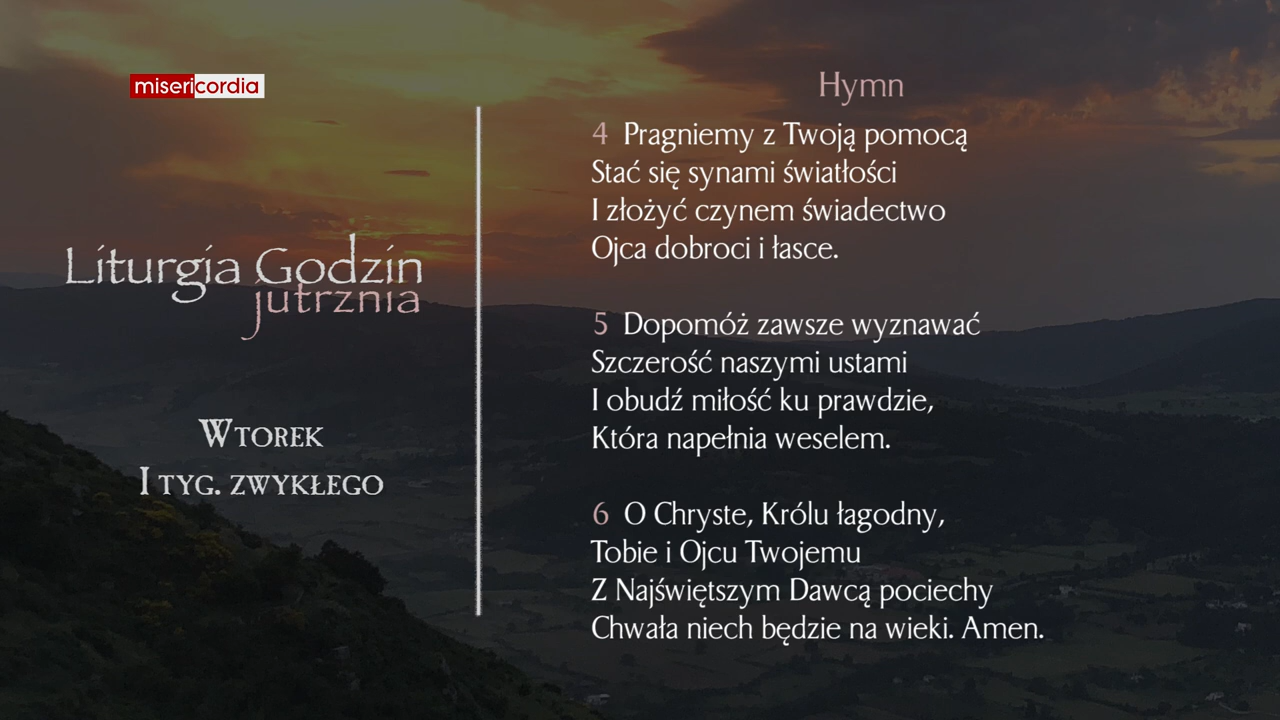 misericordia
Liturgia Godzin
jutrznia
Wtorek
I tyg. zwykłego
Hymn
4 Pragniemy z Twoją pomocą
Stać się synami światłości
I złożyć czynem świadectwo
Ojca dobroci i łasce.
5 Dopomóż zawsze wyznawać
Szczerość naszymi ustami
I obudź miłość ku prawdzie,
Która napełnia weselem.
6 O Chryste, Królu łagodny,
Tobie i Ojcu Twojemu
Z Najświętszym Dawcą pociechy
Chwała niech będzie na wieki. Amen.